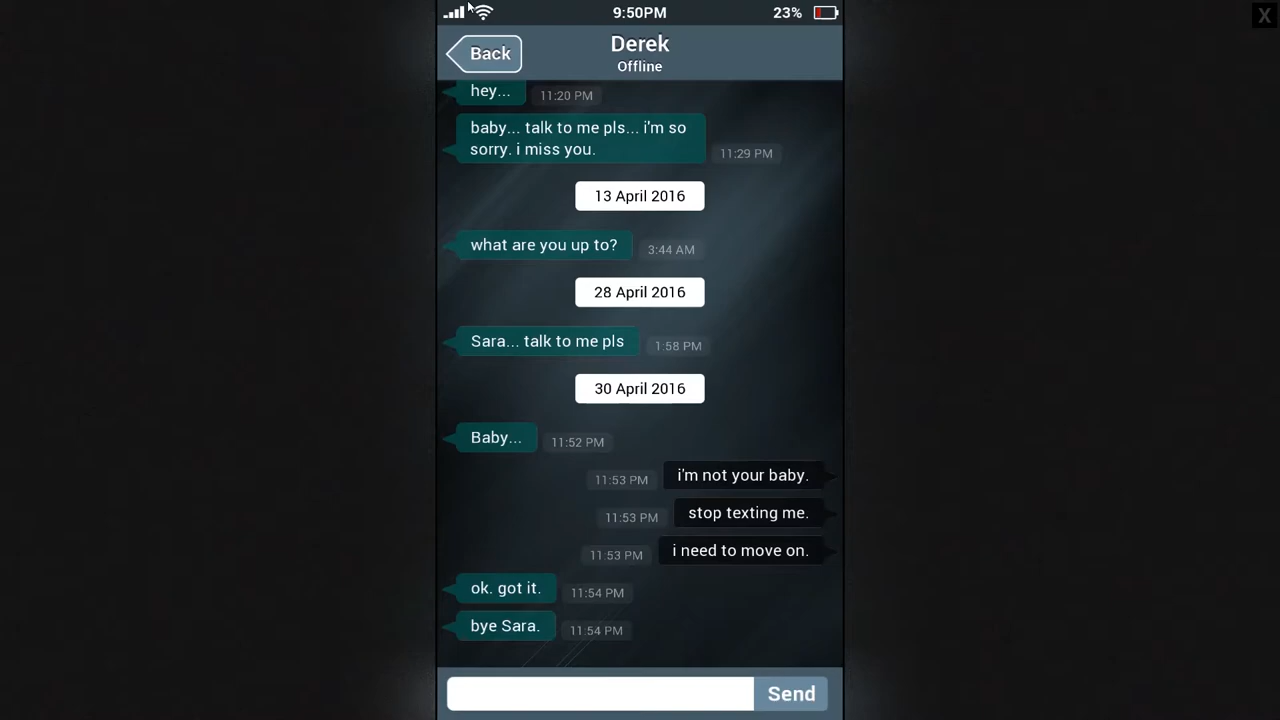 9:50PM
23%
X
Back
Derek
Offline
hey...
11:20 PM
baby... talk to me pls... i'm so
sorry. i miss you.
11:29 PM
13 April 2016
what are you up to?
3:44 AM
28 April 2016
Sara... talk to me pls
1:58 PM
30 April 2016
Baby...
11:52 PM
11:53 PM
i'm not your baby.
11:53 PM
stop texting me.
11:53 PM
i need to move on.
ok. got it.
11:54 PM
bye Sara.
11:54 PM
Send